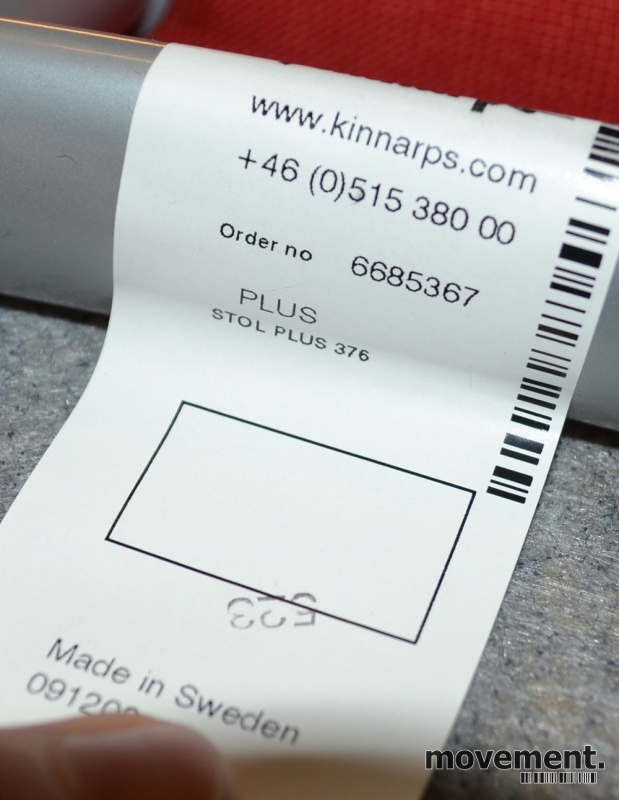 www.kinnarps.com
+46 (0)515 380 00
Order no 6685367
PLUS
STOL PLUS 376
523
Made in Sweden
movement.